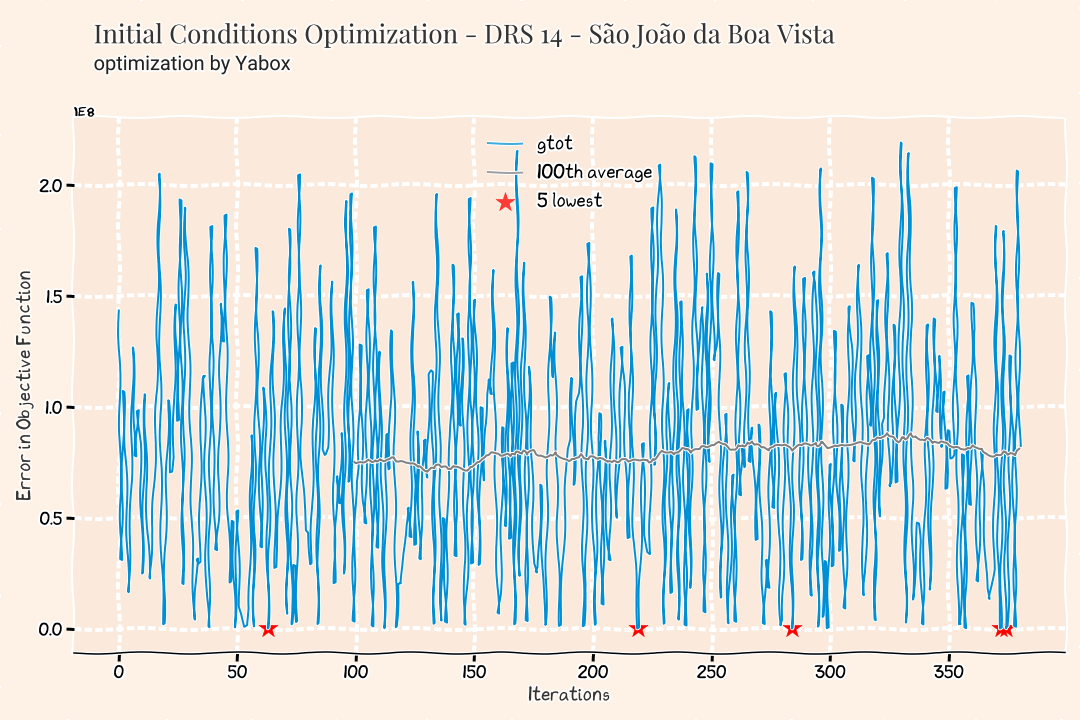 Initial Conditions Optimization - DRS 14 - São João da Boa Vista
optimization by Yabox
1E8
gtot
100th average
5 lowest
2.0
1.5
1.0
0.5
0.0
Error in Objective Function
0 50 100 150 200 250 300 350
Iterations